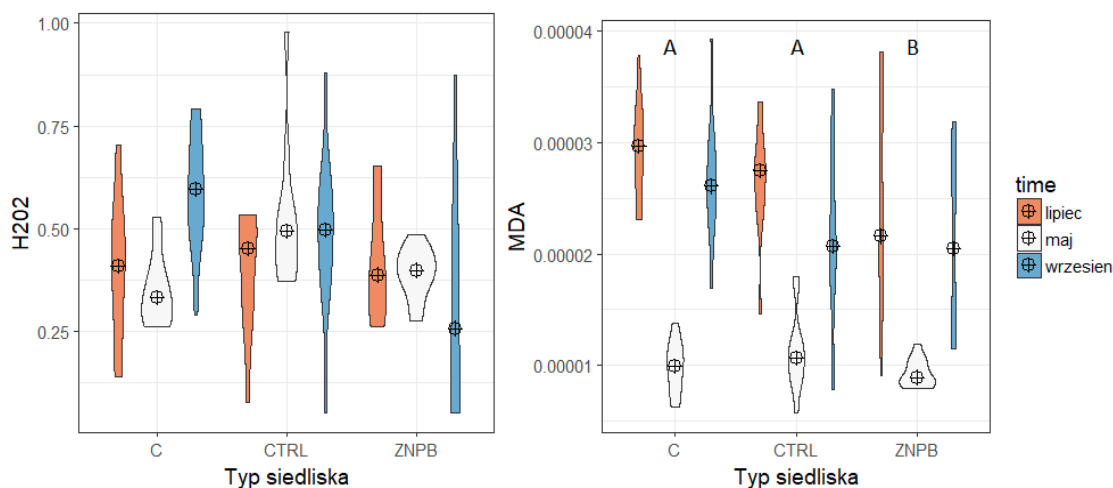 1.00
0.75
0.50
0.25
H202
C CTRL ZNPB
Typ siedliska
0.00004
0.00003
0.00002
0.00001
MDA
A A B
C CTRL ZNPB
Typ siedliska
time
lipiec
maj
wrzesien